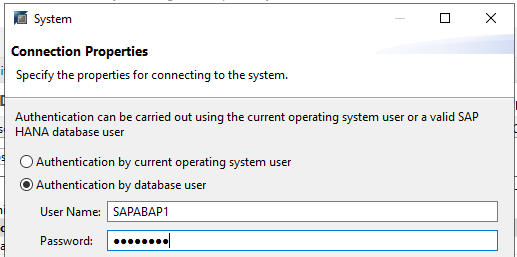 System
Connection Properties
Specify the properties for connecting to the system.
Authentication can be carried out using the current operating system user or a valid SAP
HANA database user
Authentication by current operating system user
Authentication by database user
User Name: SAPABAP1
Password: ●●●●●●●●